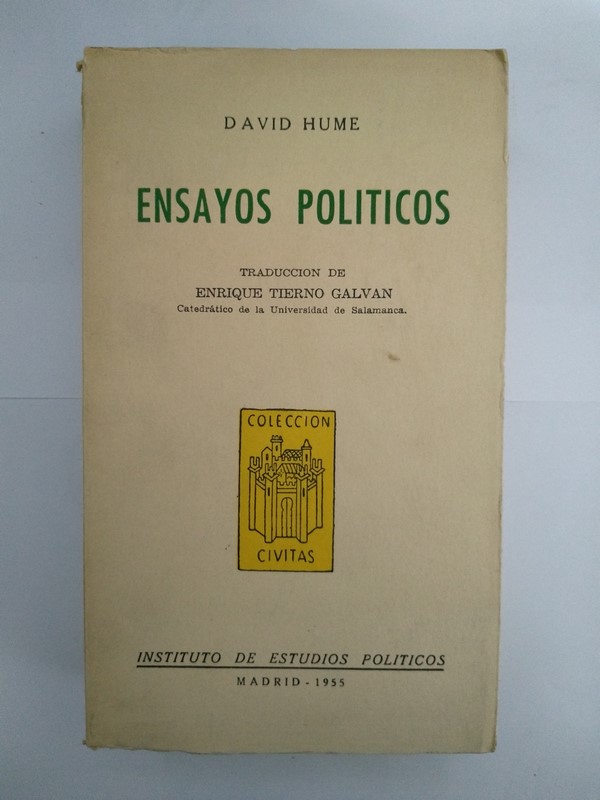 DAVID HUME
ENSAYOS POLITICOS
TRADUCCION DE
ENRIQUE TIERNO GALVAN
Catedrático de la Universidad de Salamanca.
COLECCION
CIVITAS
INSTITUTO DE ESTUDIOS POLITICOS
MADRID - 1955